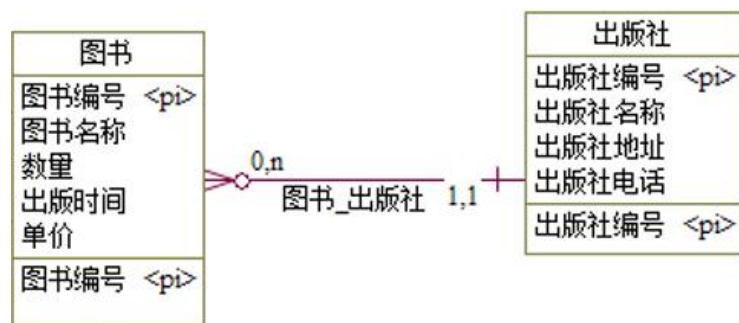 图书
图书编号 <pi>
图书名称
数量
出版时间
单价
图书编号 <pi>
0,n
图书_出版社
1,1
出版社
出版社编号 <pi>
出版社名称
出版社地址
出版社电话
出版社编号 <pi>